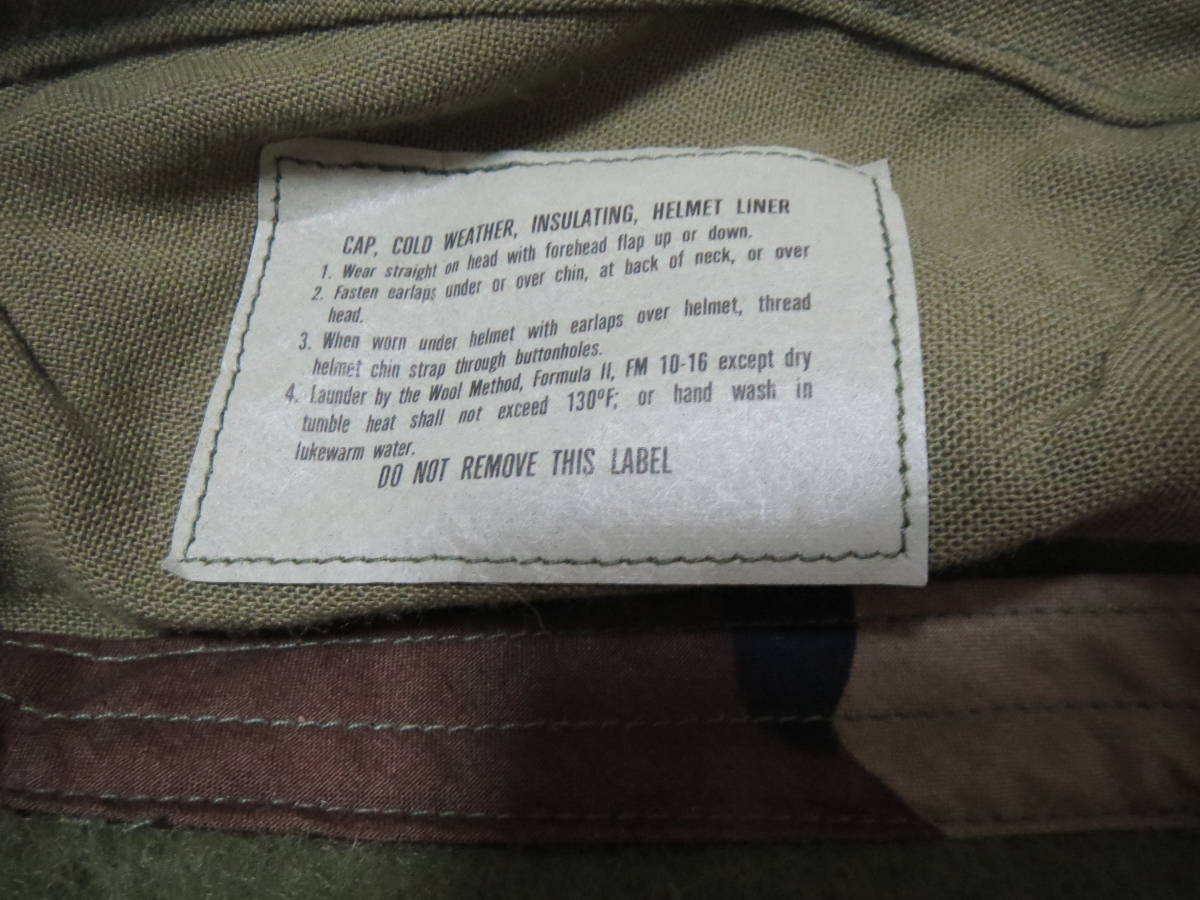 CAP, COLD WEATHER, INSULATING, HELMET LINER
1. Wear straight on head with forehead flap up or down.
2. Fasten earlaps under or over chin, at back of neck, or over
head.
3. When worn under helmet with earlaps over helmet, thread
helmet chin strap through buttonholes.
4. Launder by the Wool Method, Formula II, FM 10-16 except dry
tumble heat shall not exceed 130ºF; or hand wash in
lukewarm water.
DO NOT REMOVE THIS LABEL